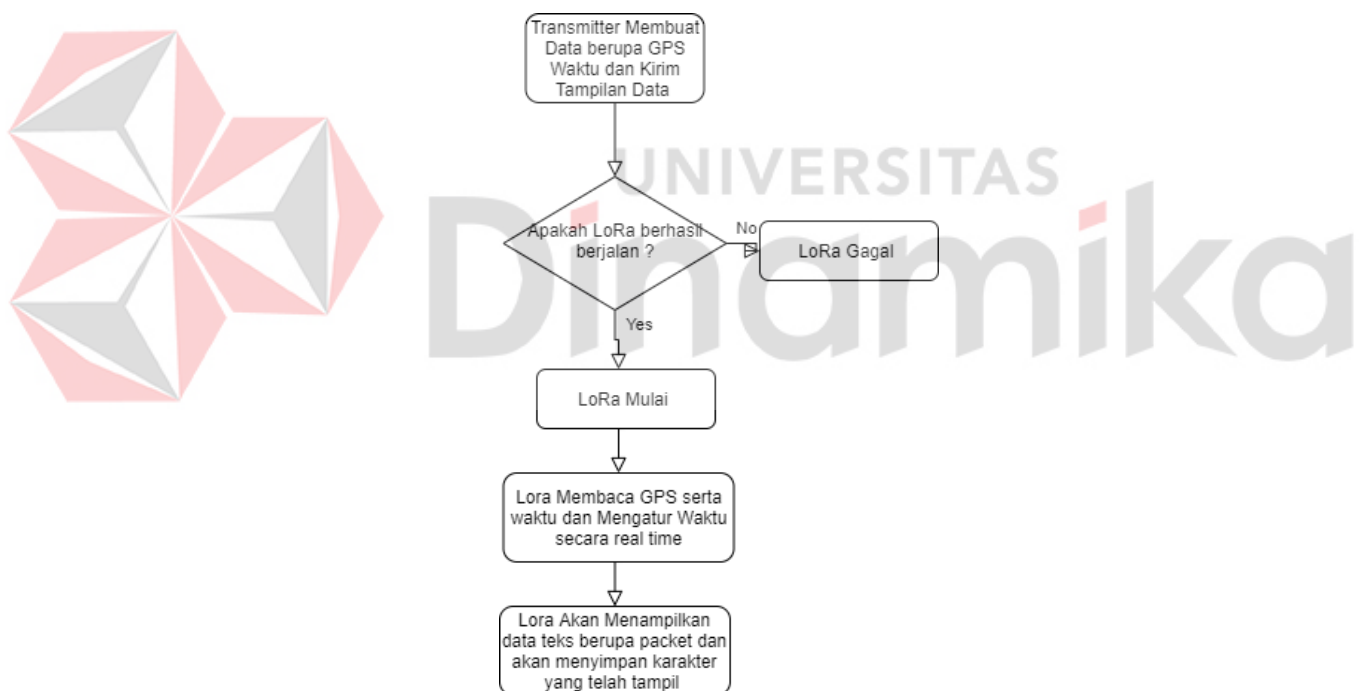 Transmitter Membuat
Data berupa GPS
Waktu dan Kirim
Tampilan Data
UNIVERSITAS
Dinamika
Apakah LoRa berhasil
berjalan ?
No
LoRa Gagal
Yes
LoRa Mulai
Lora Membaca GPS serta
waktu dan Mengatur Waktu
secara real time
Lora Akan Menampilkan
data teks berupa packet dan
akan menyimpan karakter
yang telah tampil